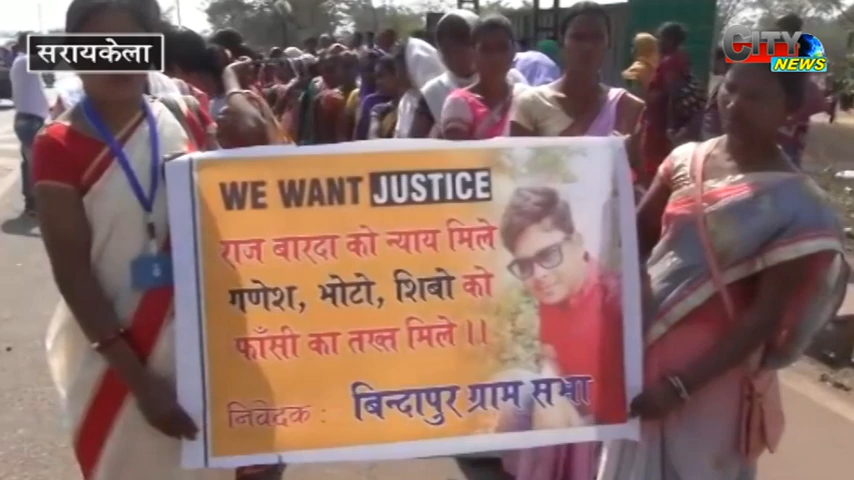 सरायकेला
CITY
NEWS
WE WANT JUSTICE
राज बारदा को न्याय मिले
गणेश, भोटो, शिबो को
फाँसी का तख्त मिले ।।
निवेदक : बिन्दापुर ग्राम सभा